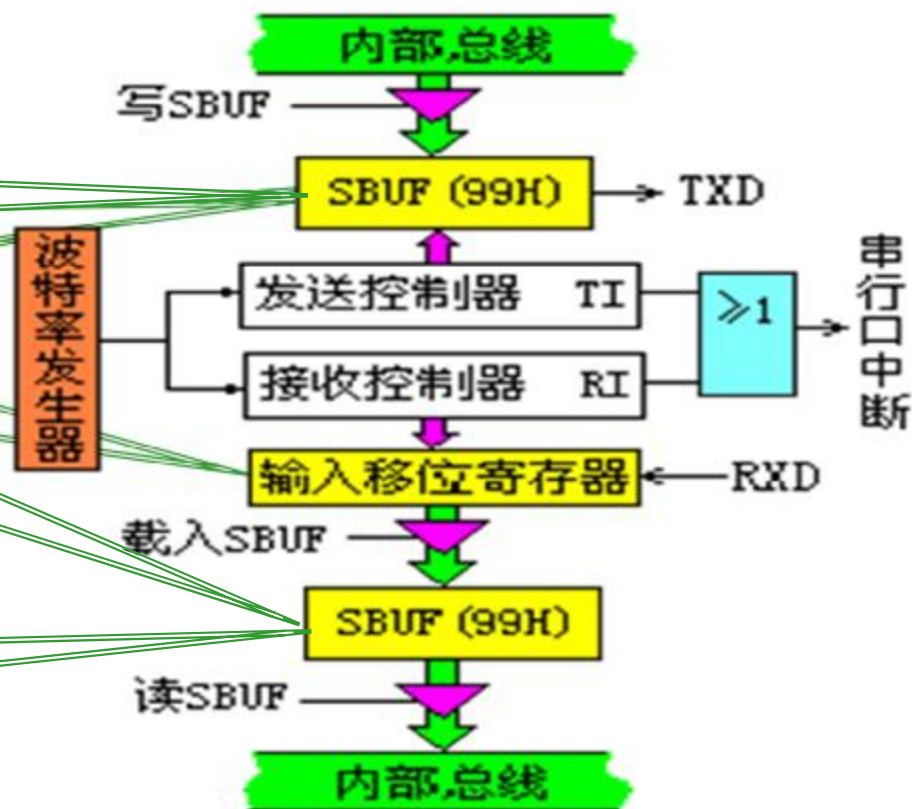 内部总线
写SBUF
SBUF (99H)
TXD
波特率发生器
发送控制器 TI
≥1
串行口中断
接收控制器 RI
输入移位寄存器
RXD
载入SBUF
SBUF (99H)
读SBUF
内部总线